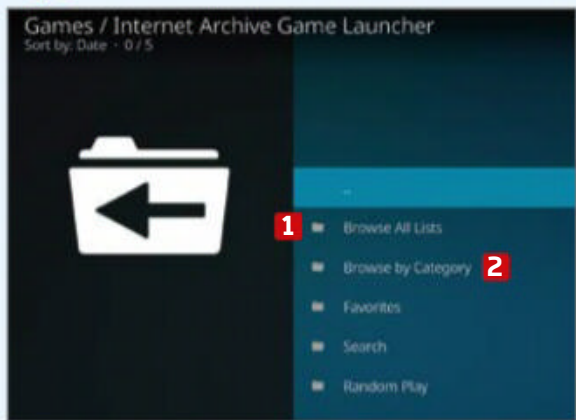 Games / Internet Archive Game Launcher
Sort by: Date · 0 / 5
..
1 Browse All Lists
Browse by Category 2
Favorites
Search
Random Play